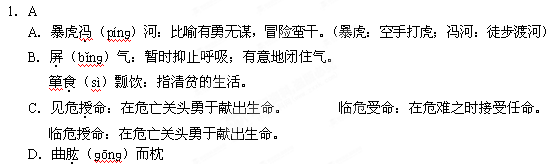 1. A
A. 暴虎冯（píng）河：比喻有勇无谋，冒险蛮干。（暴虎：空手打虎；冯河：徒步渡河）
B. 屏（bǐng）气：暂时抑止呼吸；有意地闭住气。
箪食（sì）瓢饮：指清贫的生活。
C. 见危授命：在危亡关头勇于献出生命。 临危受命：在危难之时接受任命。
临危授命：在危亡关头勇于献出生命。
D. 曲肱（gōng）而枕